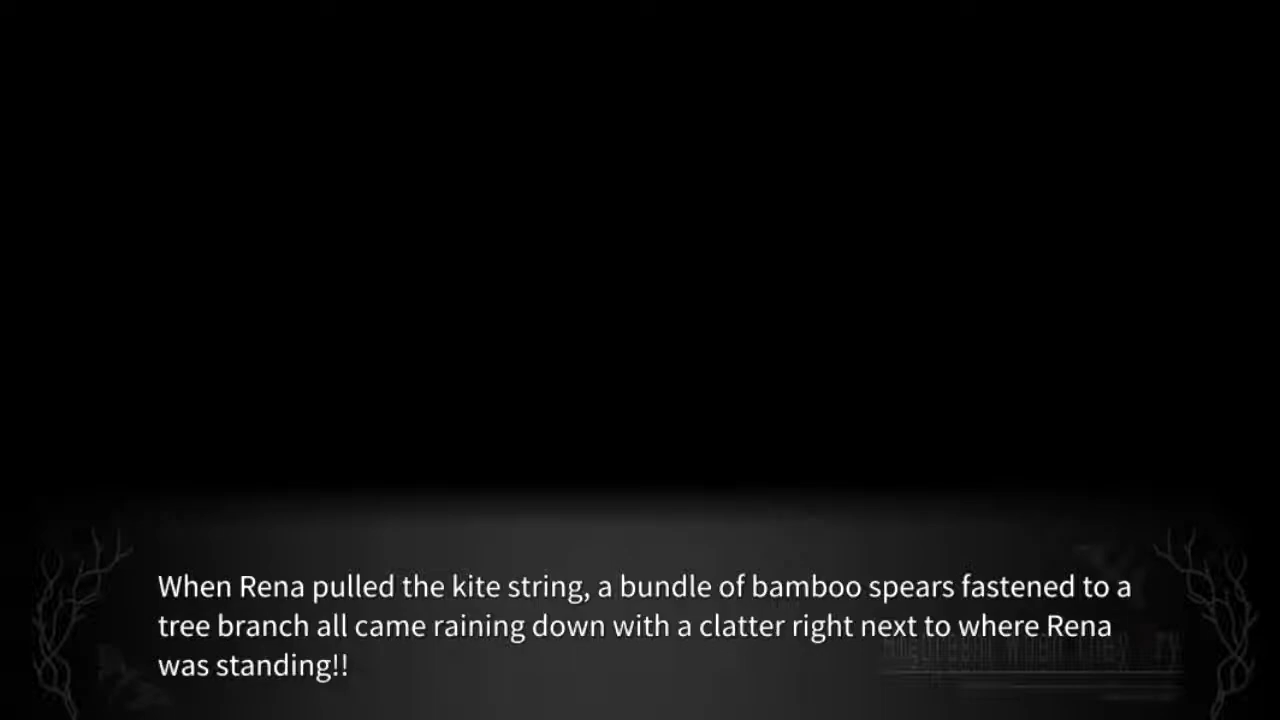 When Rena pulled the kite string, a bundle of bamboo spears fastened to a
tree branch all came raining down with a clatter right next to where Rena
was standing!!